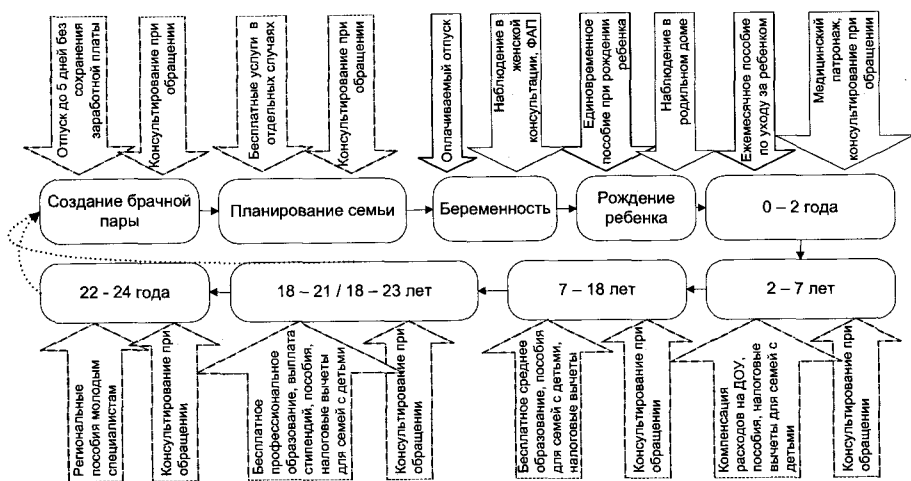 Отпуск до 5 дней без
сохранения
заработной платы
Консультирование при
обращении
Бесплатные услуги в
отдельных случаях
Консультирование при
обращении
Оплачиваемый отпуск
Наблюдение в
женской
консультации, ФАП
Единовременное
пособие при рождении
ребенка
Наблюдение в
родильном доме
Ежемесячное пособие
по уходу за ребенком
Медицинский
патронаж,
консультирование при
обращении
Создание брачной
пары
Планирование семьи
Беременность
Рождение
ребенка
0 – 2 года
22 - 24 года
18 – 21 / 18 – 23 лет
7 – 18 лет
2 – 7 лет
Региональные
пособия молодым
специалистам
Консультирование при
обращении
Бесплатное
профессиональное
образование, выплата
стипендий, пособия,
налоговые вычеты
для семей с детьми
Консультирование при
обращении
Бесплатное среднее
образование, пособия
для семей с детьми,
налоговые вычеты
Консультирование при
обращении
Компенсация
расходов на ДОУ,
пособия, налоговые
вычеты для семей с
детьми
Консультирование при
обращении